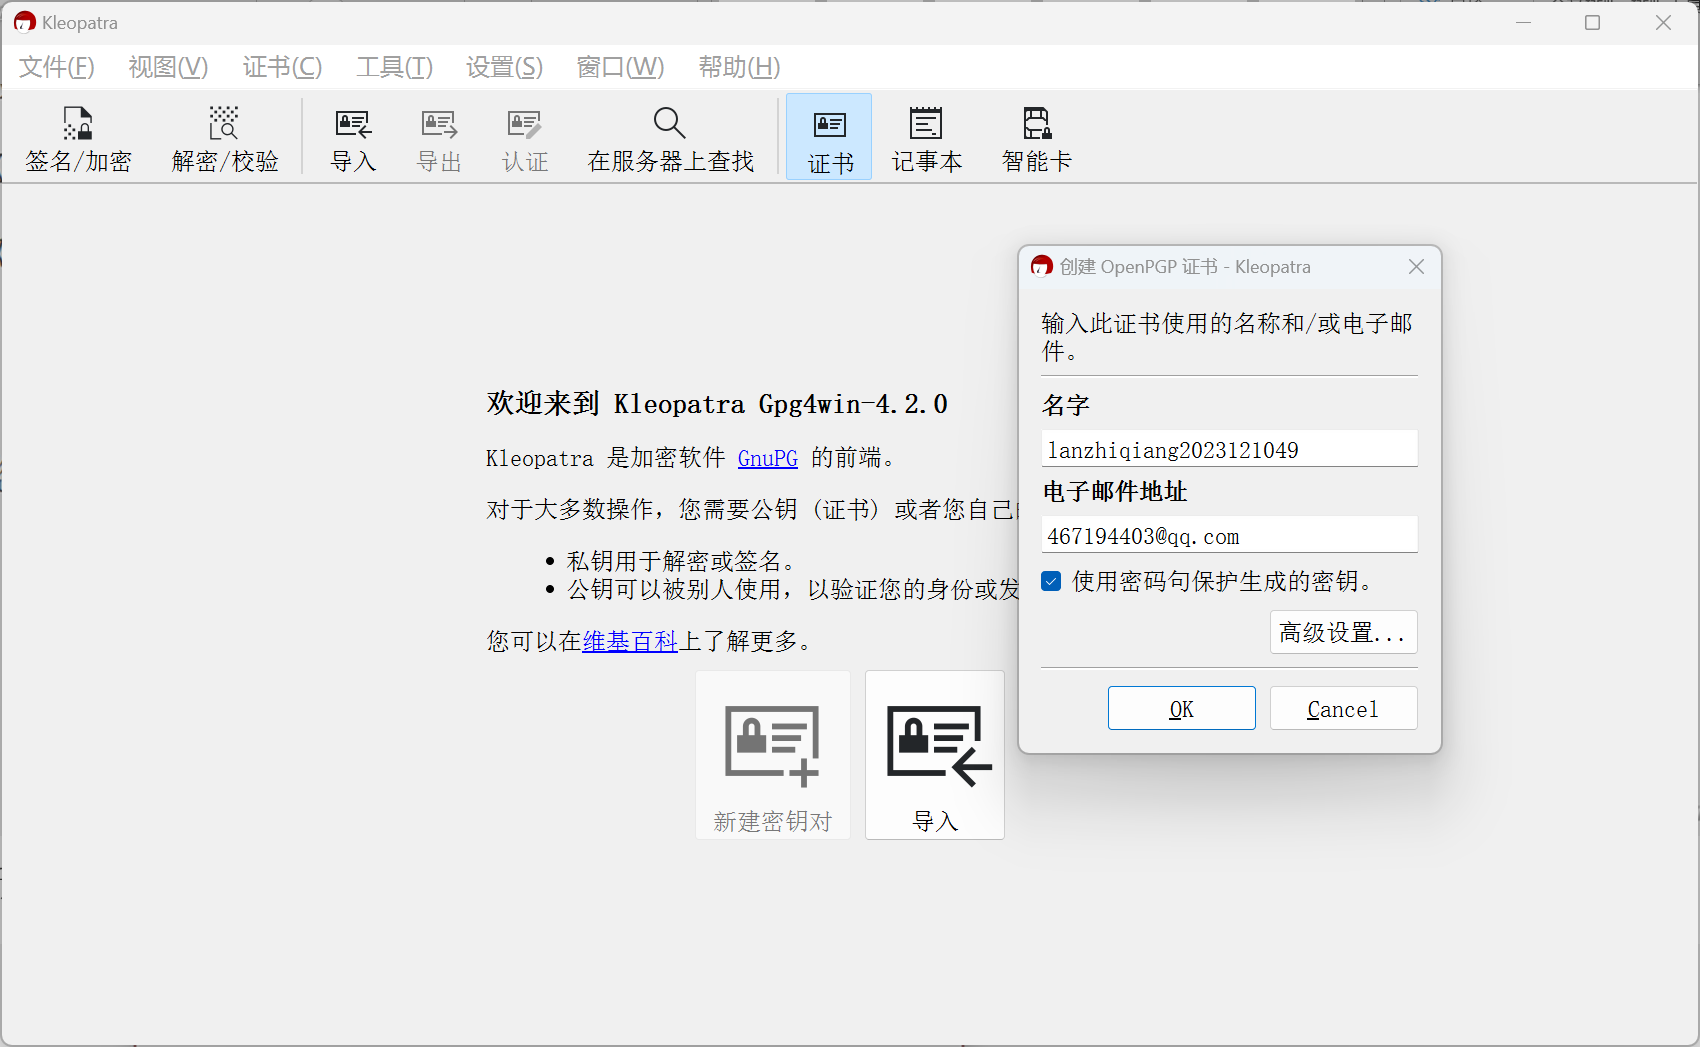 Kleopatra
文件(F) 视图(V) 证书(C) 工具(T) 设置(S) 窗口(W) 帮助(H)
签名/加密 解密/校验 导入 导出 认证 在服务器上查找 证书 记事本 智能卡
欢迎来到 Kleopatra Gpg4win-4.2.0
Kleopatra 是加密软件 GnuPG 的前端。
对于大多数操作，您需要公钥（证书）或者您自己
• 私钥用于解密或签名。
• 公钥可以被别人使用，以验证您的身份或发
您可以在维基百科上了解更多。
新建密钥对 导入
创建 OpenPGP 证书 - Kleopatra
输入此证书使用的名称和/或电子邮
件。
名字
lanzhiqiang2023121049
电子邮件地址
467194403@qq.com
使用密码句保护生成的密钥。
高级设置...
OK Cancel